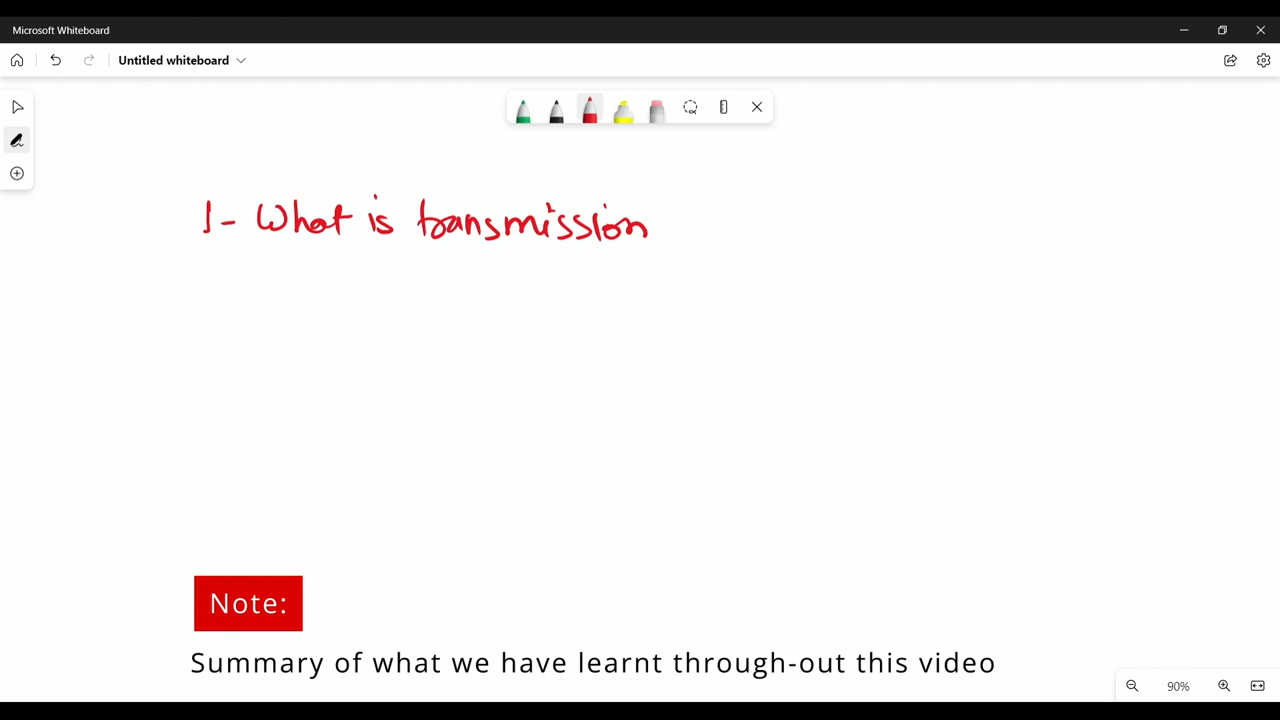 Microsoft Whiteboard
Untitled whiteboard
1- What is transmission
Note:
Summary of what we have learnt through-out this video
90%